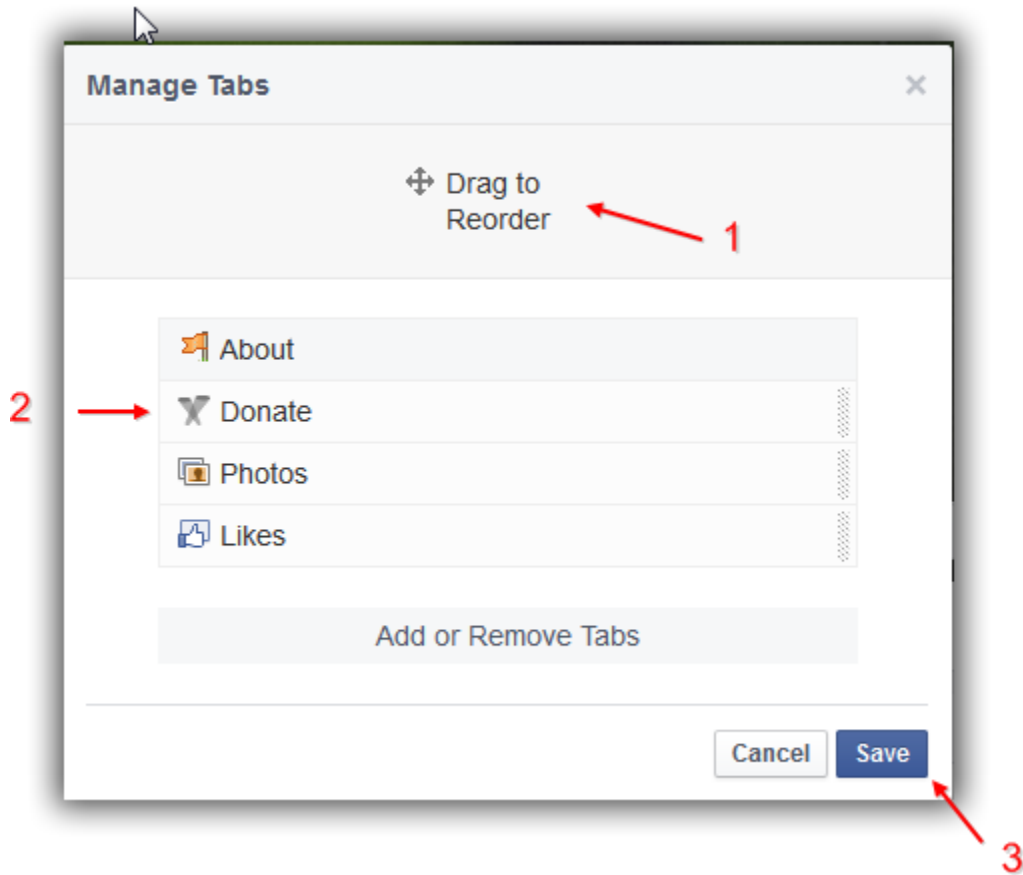 Manage Tabs
Drag to
Reorder
1
About
2
Donate
Photos
Likes
Add or Remove Tabs
Cancel Save
3